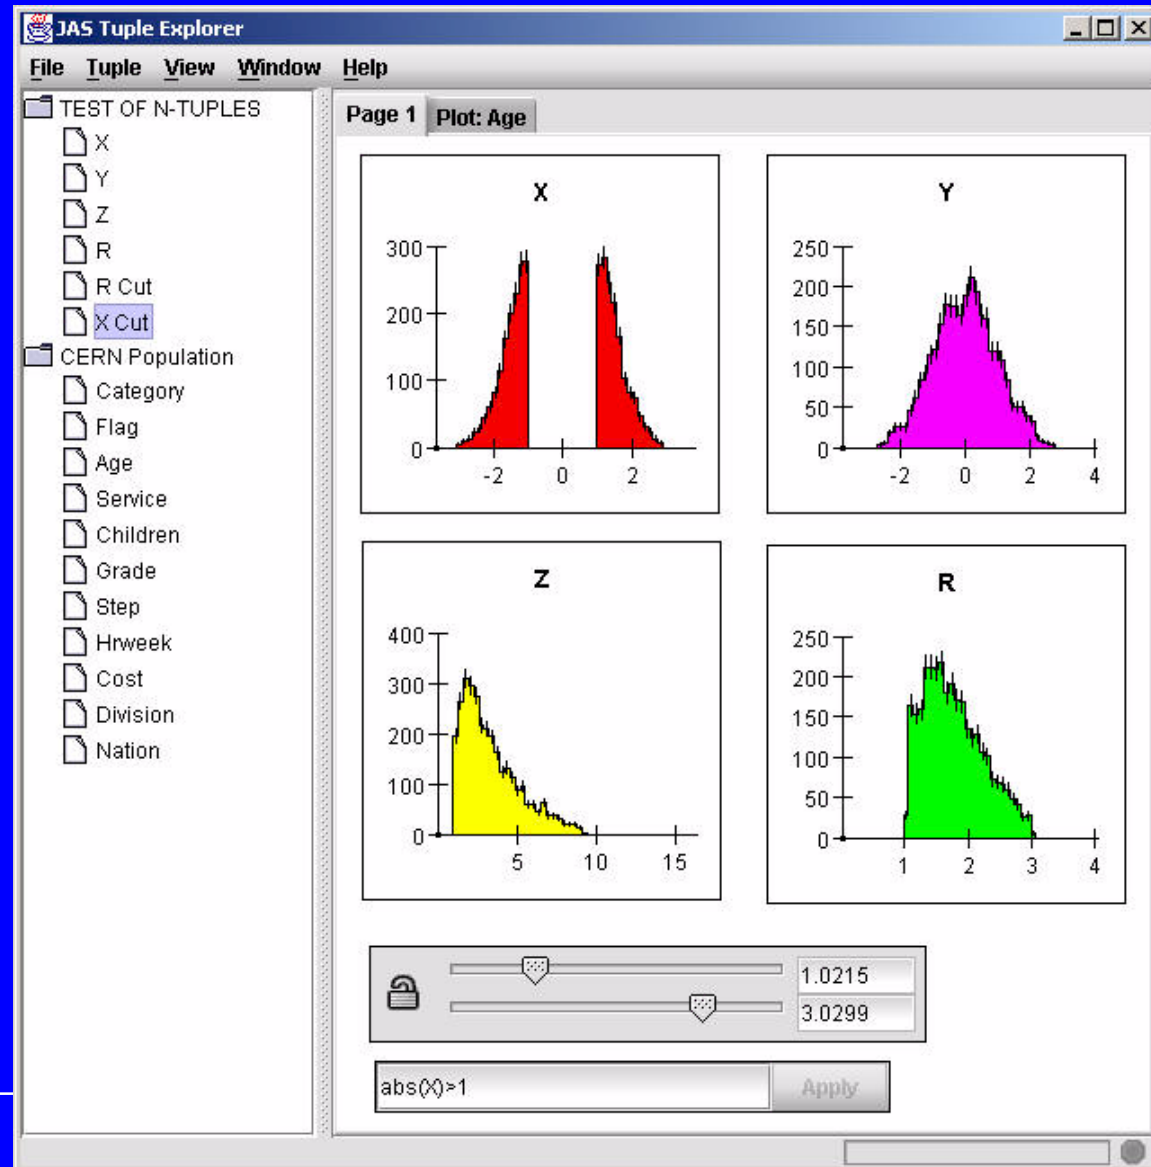 JAS Tuple Explorer
File Tuple View Window Help
TEST OF N-TUPLES
X
Y
Z
R
R Cut
X Cut
CERN Population
Category
Flag
Age
Service
Children
Grade
Step
Hrweek
Cost
Division
Nation
Page 1 Plot: Age
X
300
200
100
0
-2 0 2
Y
250
200
150
100
50
0
-2 0 2 4
Z
400
300
200
100
0
5 10 15
R
250
200
150
100
50
0
1 2 3 4
1.0215
3.0299
abs(X)>1 Apply